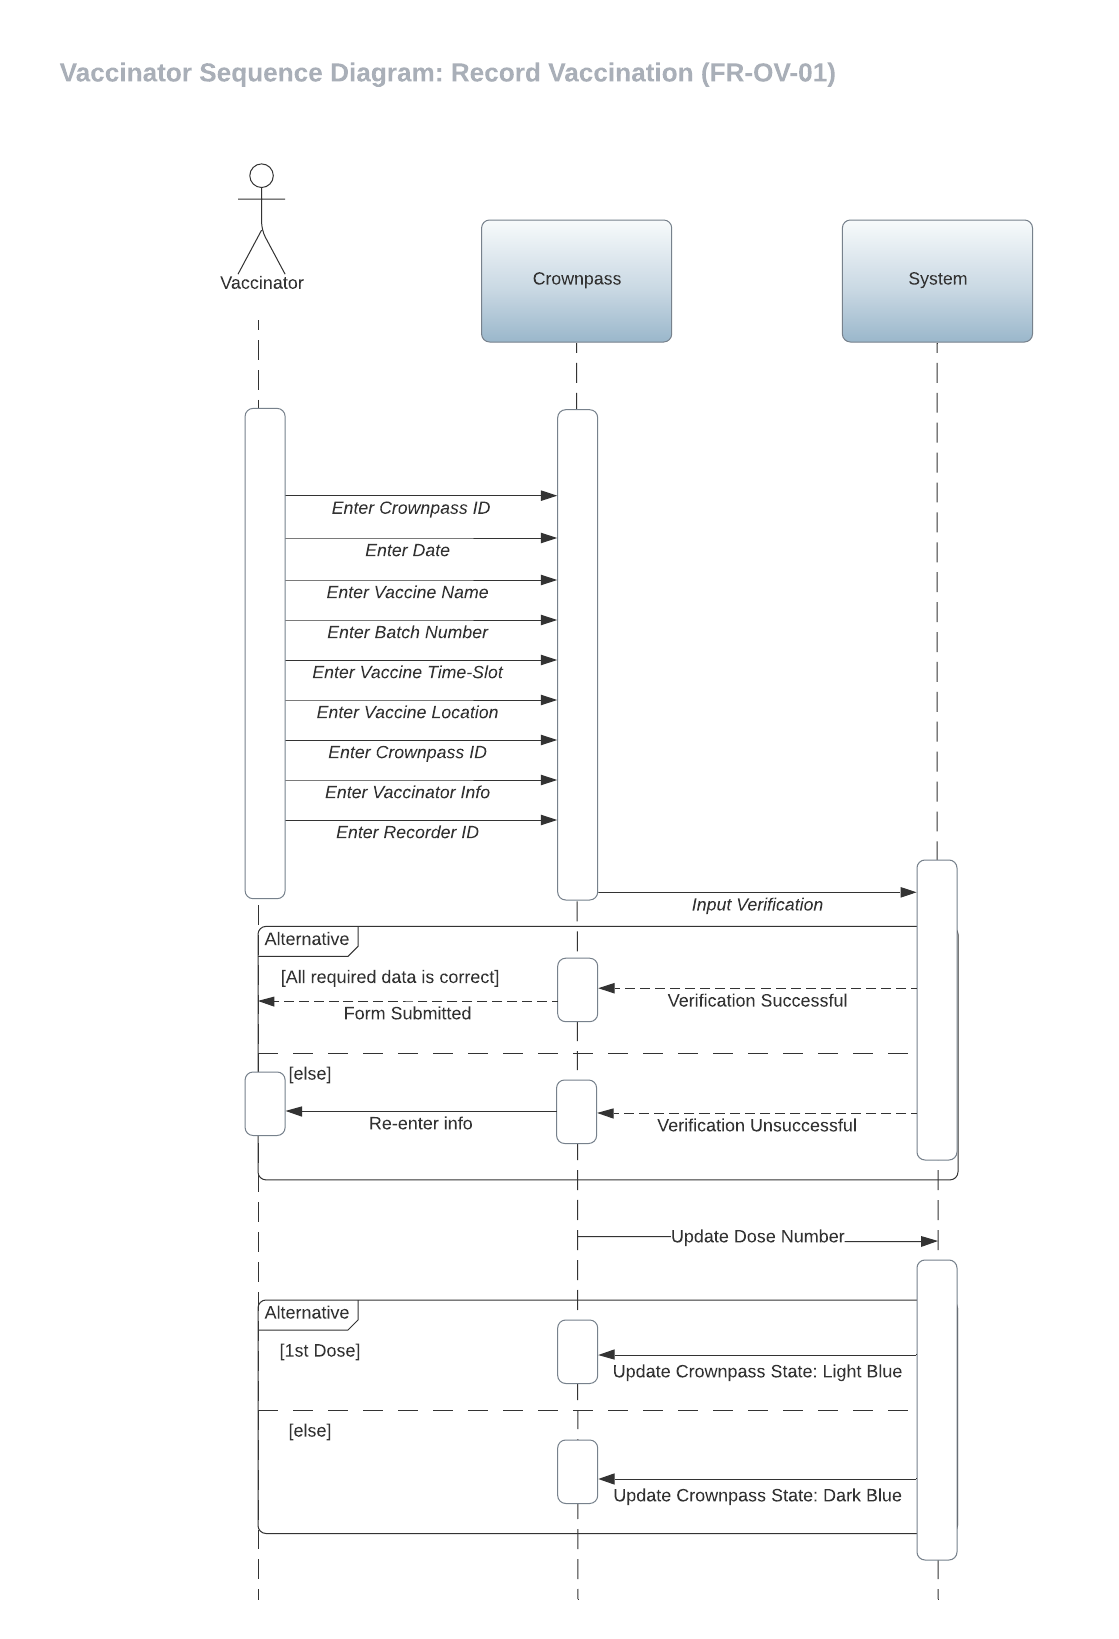 Vaccinator Sequence Diagram: Record Vaccination (FR-OV-01)
Vaccinator
Crownpass
System
Enter Crownpass ID
Enter Date
Enter Vaccine Name
Enter Batch Number
Enter Vaccine Time-Slot
Enter Vaccine Location
Enter Crownpass ID
Enter Vaccinator Info
Enter Recorder ID
Input Verification
Alternative
[All required data is correct]
Verification Successful
Form Submitted
[else]
Re-enter info
Verification Unsuccessful
Update Dose Number
Alternative
[1st Dose]
Update Crownpass State: Light Blue
[else]
Update Crownpass State: Dark Blue